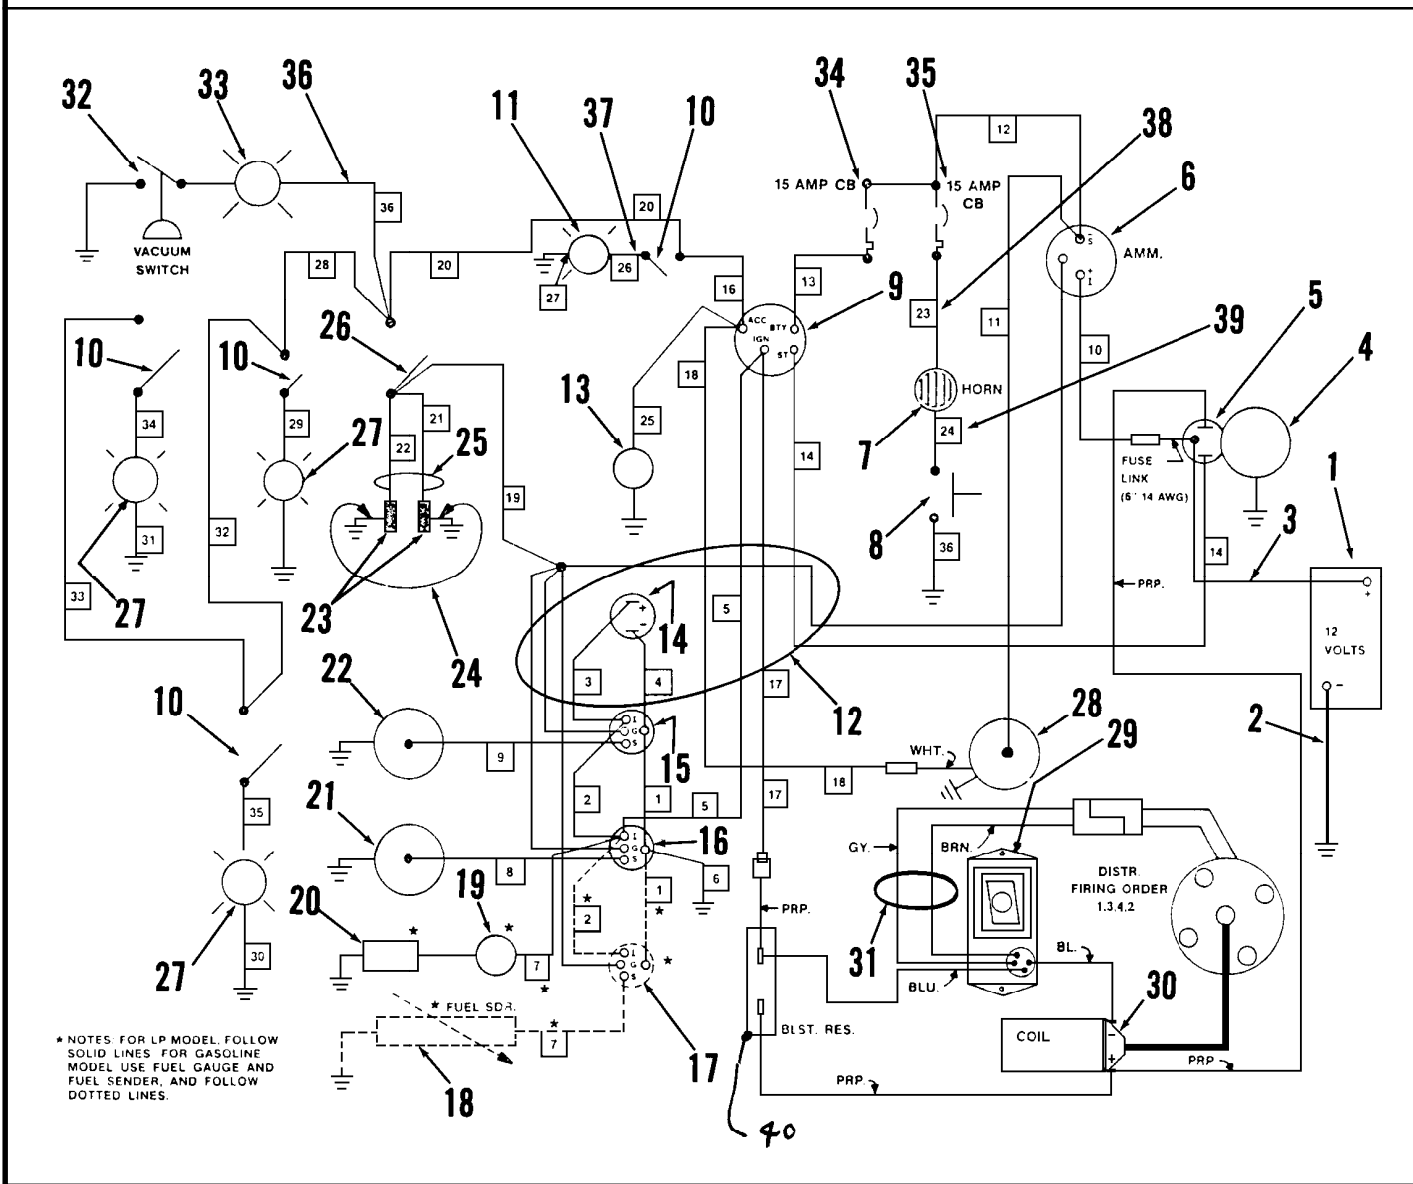 32
33
36
11
37
10
34
35
38
6
12
15 AMP CB
15 AMP
CB
S
+
I
AMM.
VACUUM
SWITCH
36
20
20
28
26
27
16
13
9
ACC
BTY
IGN
ST
23
11
10
39
5
4
10
10
26
13
18
HORN
7
24
34
29
21
22
27
25
25
14
FUSE
LINK
(6" 14 AWG)
1
19
8
3
31
32
36
14
PRP.
33
27
23
24
+
-
14
5
12
VOLTS
+
-
22
3
4
17
12
28
29
2
10
I
G
S
15
WHT.
9
18
21
2
1
5
17
35
I
G
S
16
GY.
BRN.
8
6
DISTR.
FIRING ORDER
1.3.4.2
20
19
*
*
*
2
1
*
PRP.
31
27
30
7
*
I
G
S
*
BL.
BLU.
30
* FUEL SDR.
*
7
BLST. RES.
COIL
-
+
* NOTES: FOR LP MODEL, FOLLOW
SOLID LINES. FOR GASOLINE
MODEL USE FUEL GAUGE AND
FUEL SENDER, AND FOLLOW
DOTTED LINES.
18
17
PRP.
PRP
40